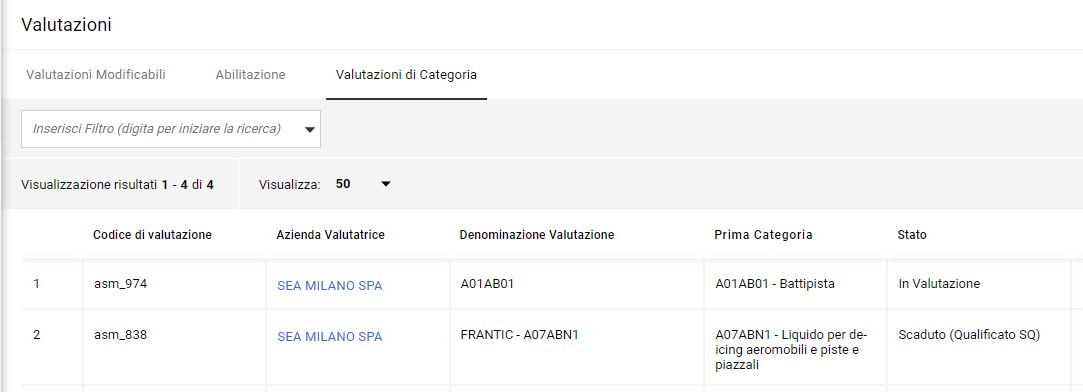 Valutazioni
Valutazioni Modificabili Abilitazione Valutazioni di Categoria
Inserisci Filtro (digita per iniziare la ricerca)
Visualizzazione risultati 1 - 4 di 4 Visualizza: 50
Codice di valutazione Azienda Valutatrice Denominazione Valutazione Prima Categoria Stato
1 asm_974 SEA MILANO SPA A01AB01 A01AB01 - Battipista In Valutazione
2 asm_838 SEA MILANO SPA FRANTIC - A07ABN1 A07ABN1 - Liquido per de- Scaduto (Qualificato SQ)
icing aeromobili e piste e
piazzali